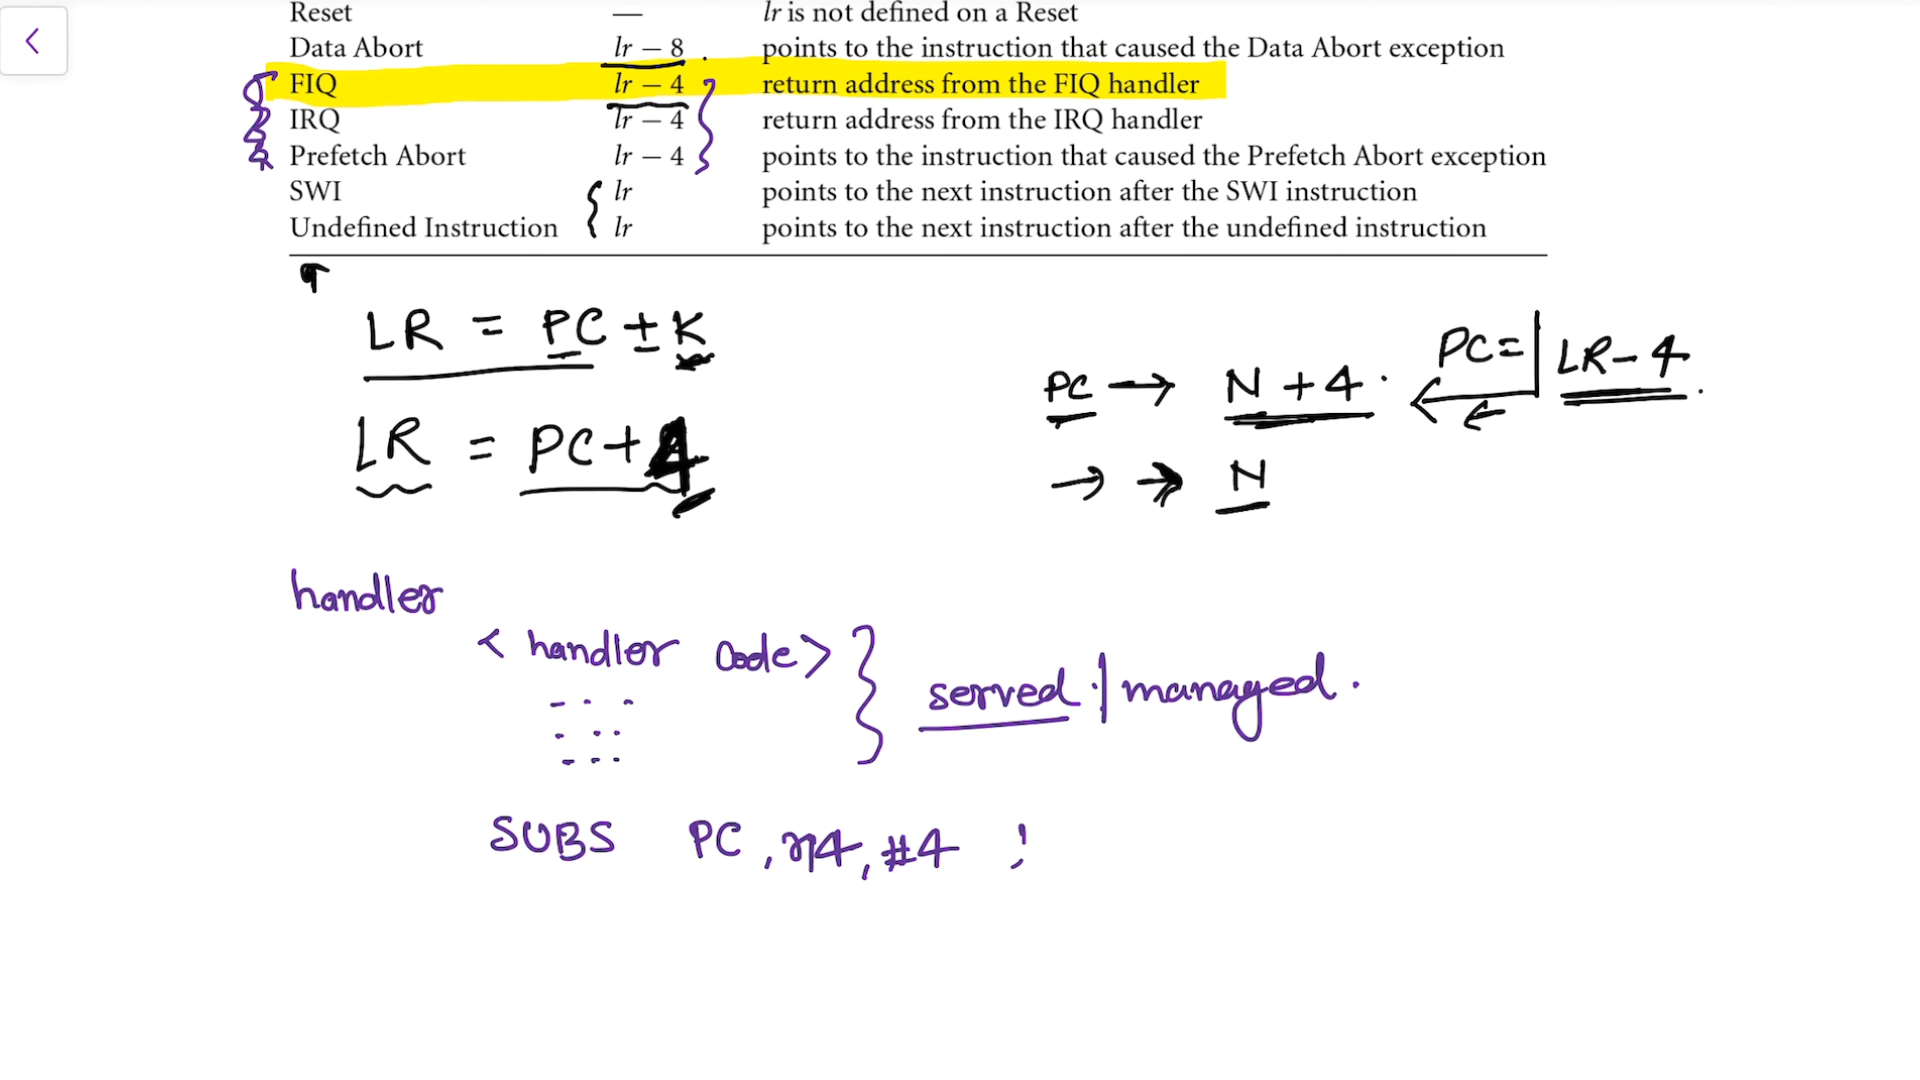 Reset — lr is not defined on a Reset
Data Abort lr – 8 points to the instruction that caused the Data Abort exception
FIQ lr – 4 return address from the FIQ handler
IRQ lr – 4 return address from the IRQ handler
Prefetch Abort lr – 4 points to the instruction that caused the Prefetch Abort exception
SWI lr points to the next instruction after the SWI instruction
Undefined Instruction lr points to the next instruction after the undefined instruction
LR = PC ± K
PC → N + 4 . PC = LR – 4 .
LR = PC + 4
→ → N
handler
< handler Code >
served | managed .
SUBS PC, r14, #4 ;